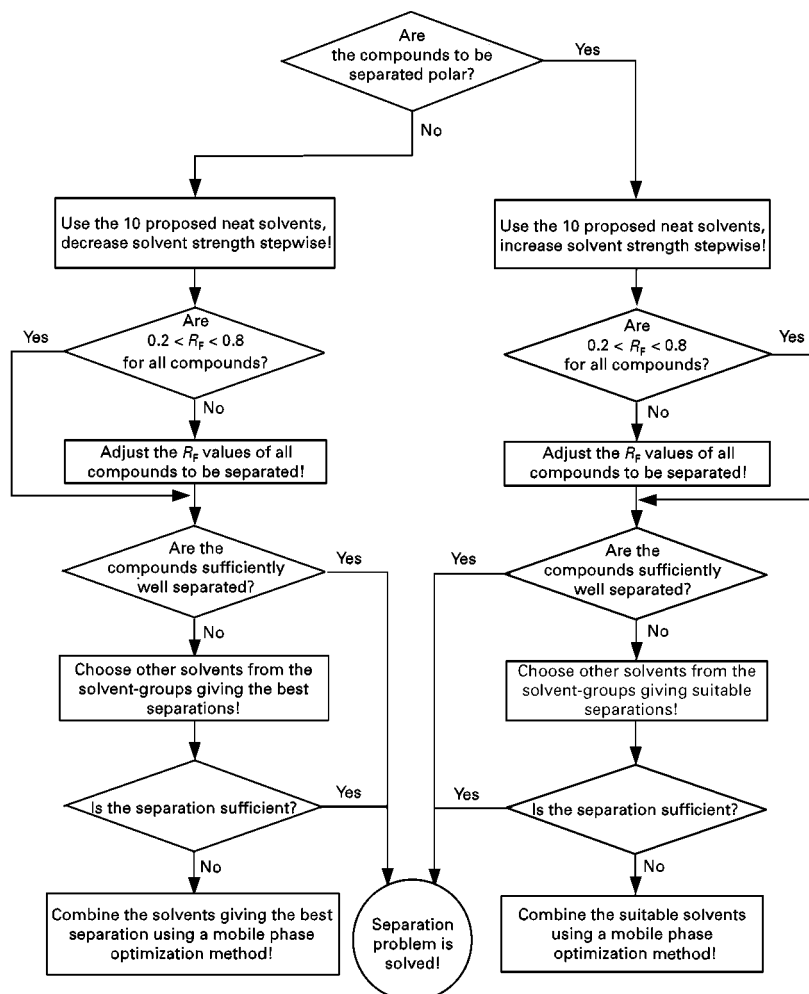 Are
the compounds to be
separated polar?
Yes
No
Use the 10 proposed neat solvents,
decrease solvent strength stepwise!
Use the 10 proposed neat solvents,
increase solvent strength stepwise!
Yes
Are
0.2 < RF < 0.8
for all compounds?
No
Are
0.2 < RF < 0.8
for all compounds?
Yes
No
Adjust the RF values of all
compounds to be separated!
Adjust the RF values of all
compounds to be separated!
Are the
compounds sufficiently
well separated?
Yes
No
Yes
Are the
compounds sufficiently
well separated?
No
Choose other solvents from the
solvent-groups giving the best
separations!
Choose other solvents from the
solvent-groups giving suitable
separations!
Is the separation sufficient?
Yes
No
Yes
Is the separation sufficient?
No
Combine the solvents giving the best
separation using a mobile phase
optimization method!
Separation
problem is
solved!
Combine the suitable solvents
using a mobile phase
optimization method!